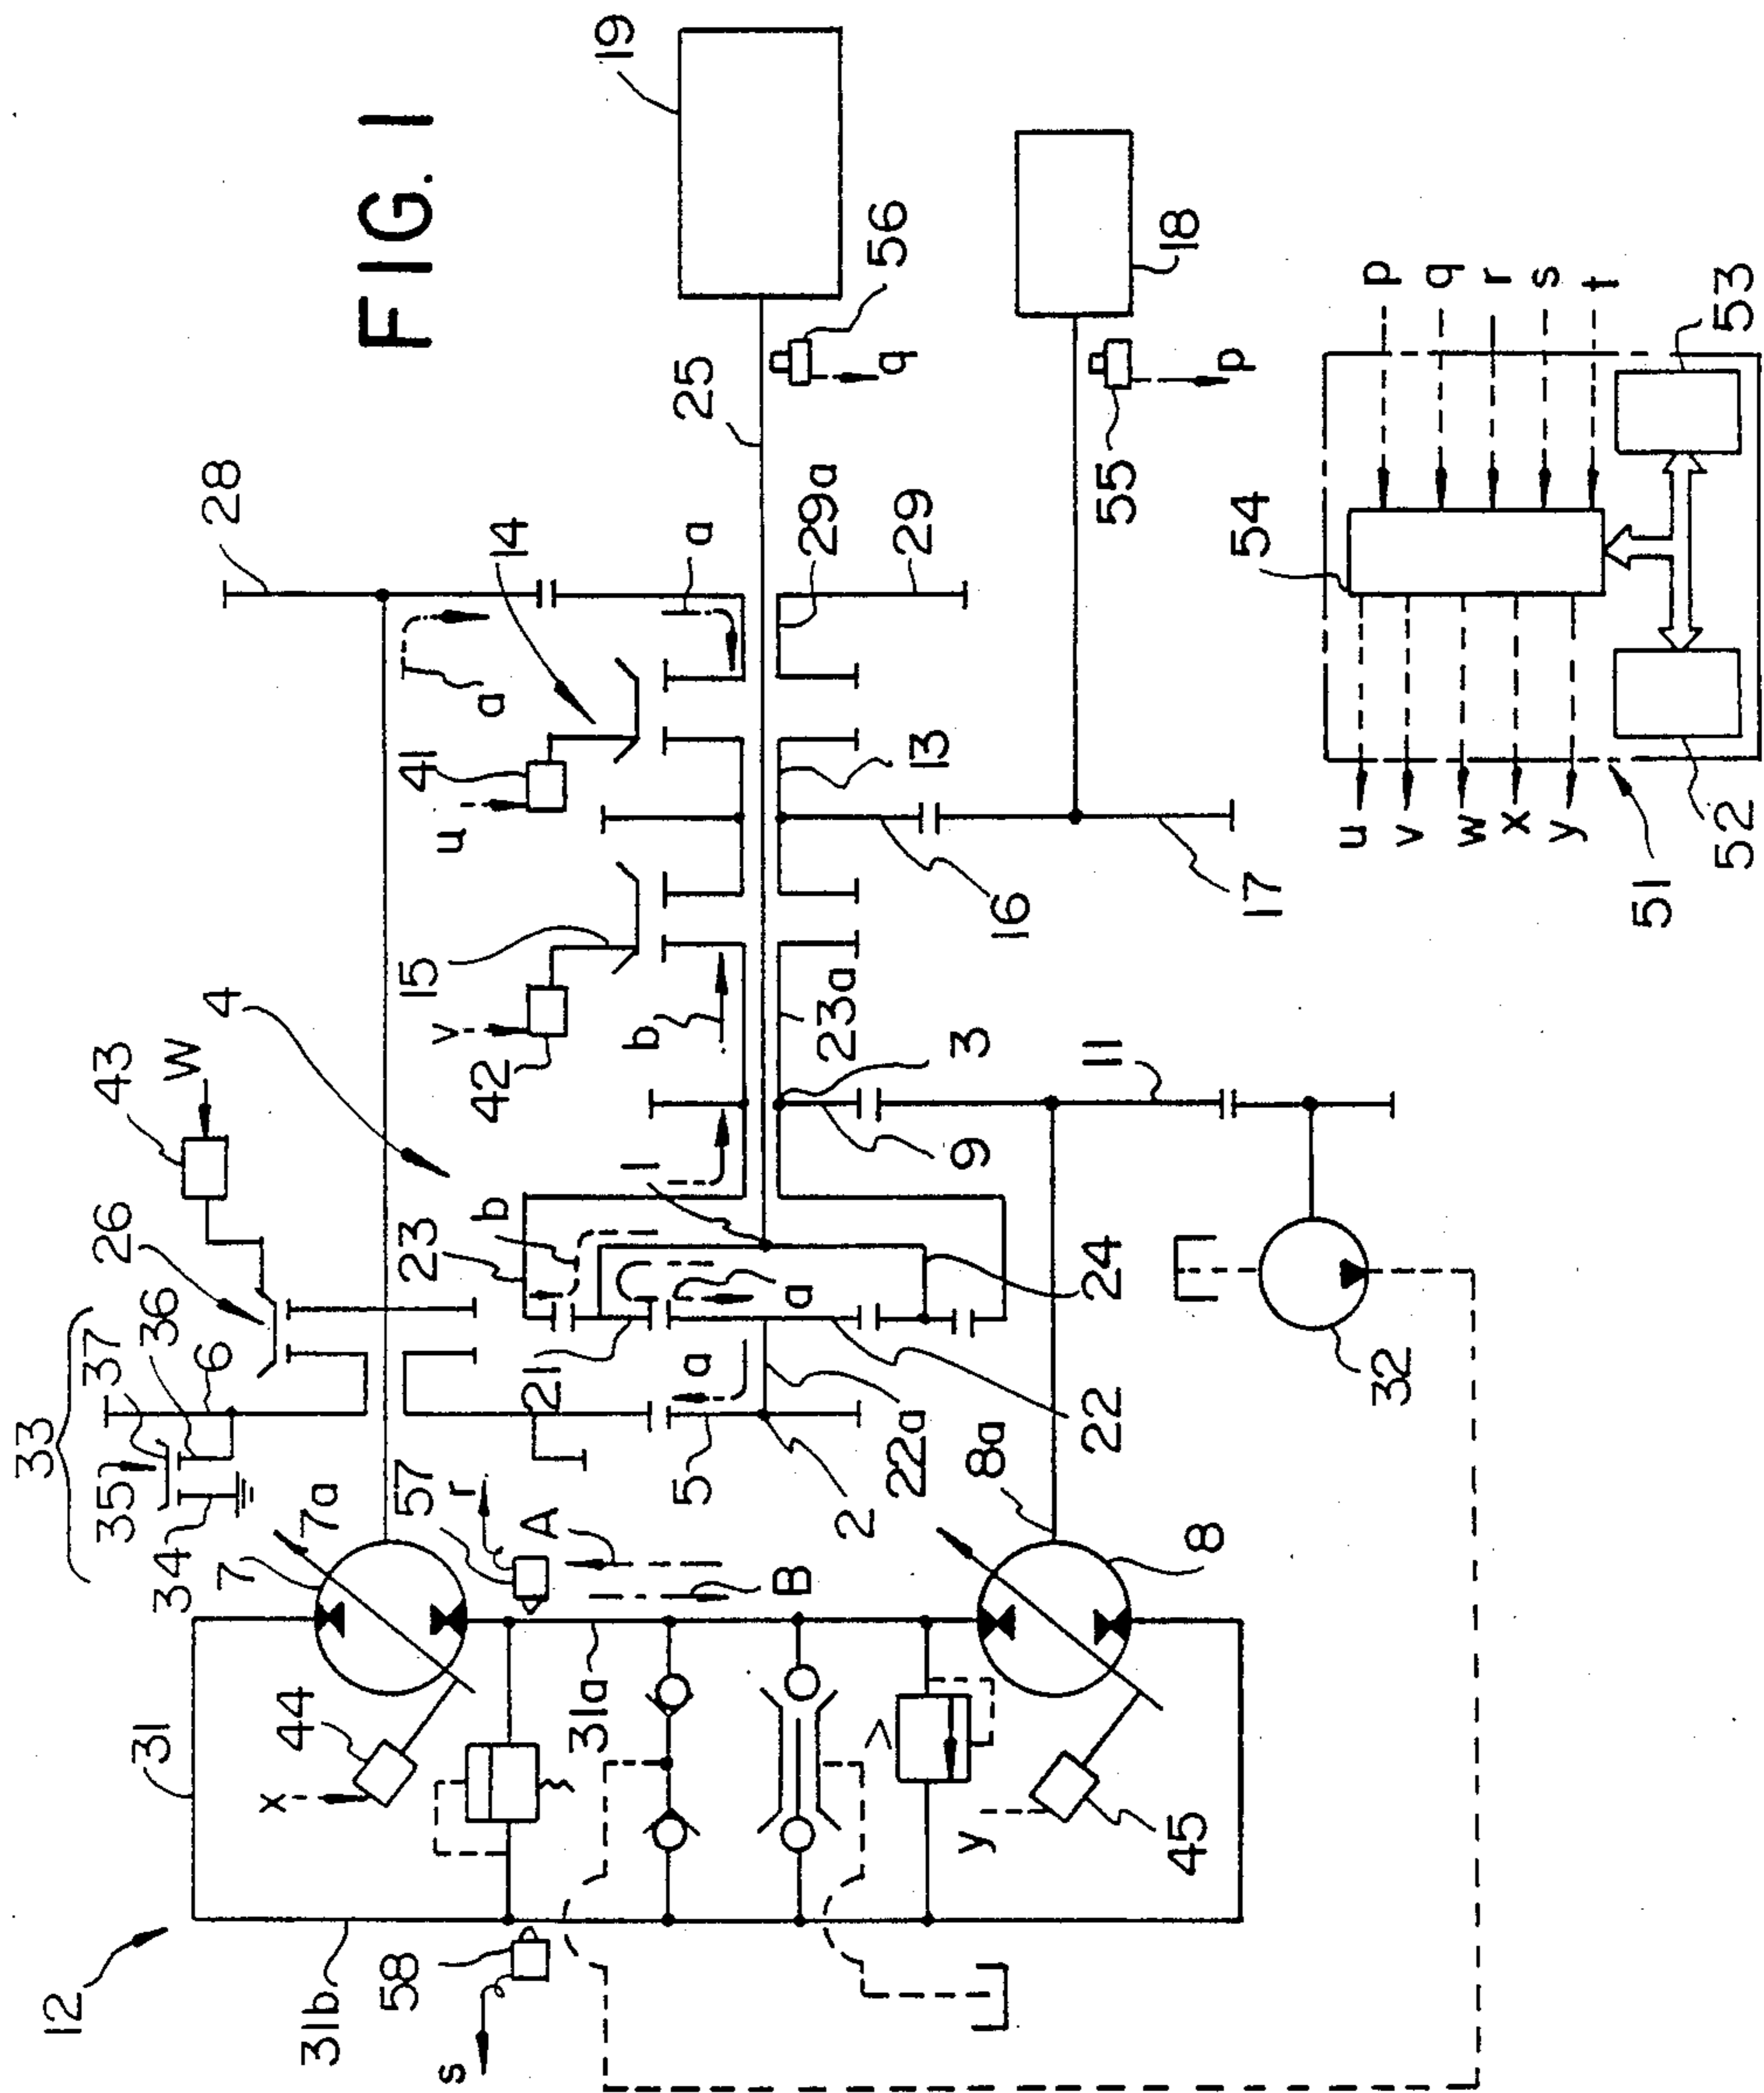 33
12
43
35
37
26
31
36
34
W
6
4
28
7
x
44
31b
7a
FIG. 1
58
57
23
15
41
s
r
b
42
v
u
a
14
A
21
31a
19
1
b
5
a
25
a
B
a
2
23a
29a
56
q
22a
3
13
29
y
8a
9
16
45
22
24
11
55
18
8
p
17
32
u
54
p
v
q
w
r
x
s
y
t
51
52
53